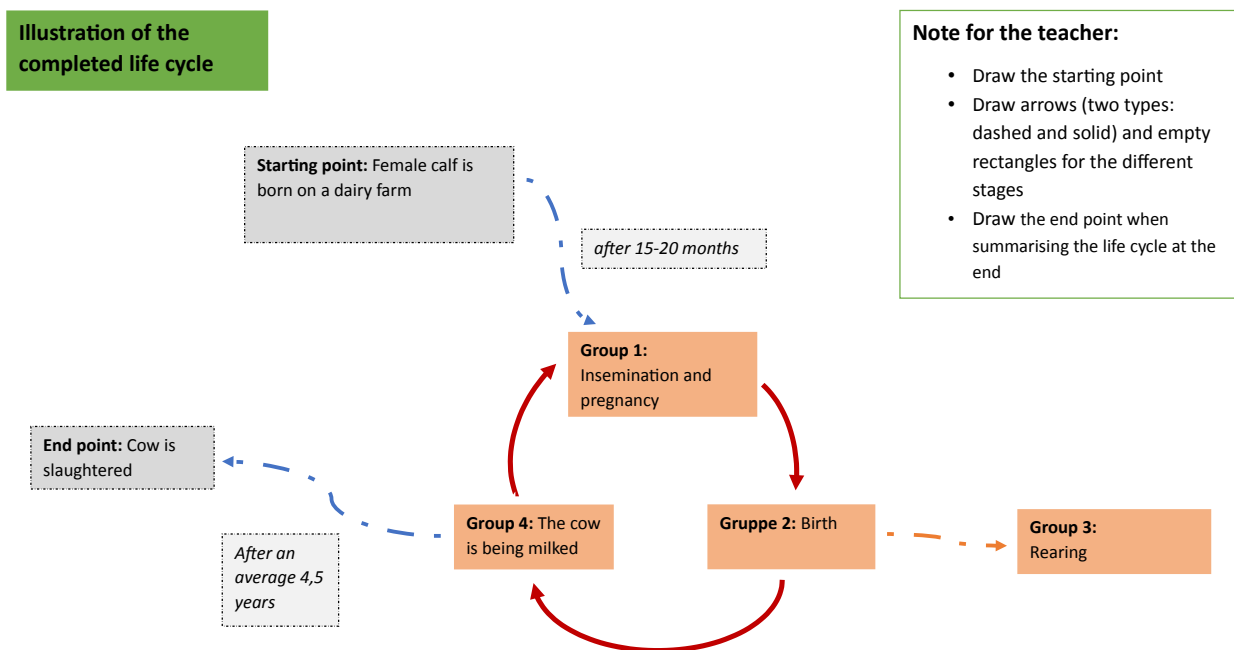 Illustration of the
completed life cycle
Note for the teacher:
• Draw the starting point
• Draw arrows (two types:
dashed and solid) and empty
rectangles for the different
stages
• Draw the end point when
summarising the life cycle at the
end
Starting point: Female calf is
born on a dairy farm
after 15-20 months
Group 1:
Insemination and
pregnancy
End point: Cow is
slaughtered
Group 4: The cow
is being milked
Gruppe 2: Birth
Group 3:
Rearing
After an
average 4,5
years